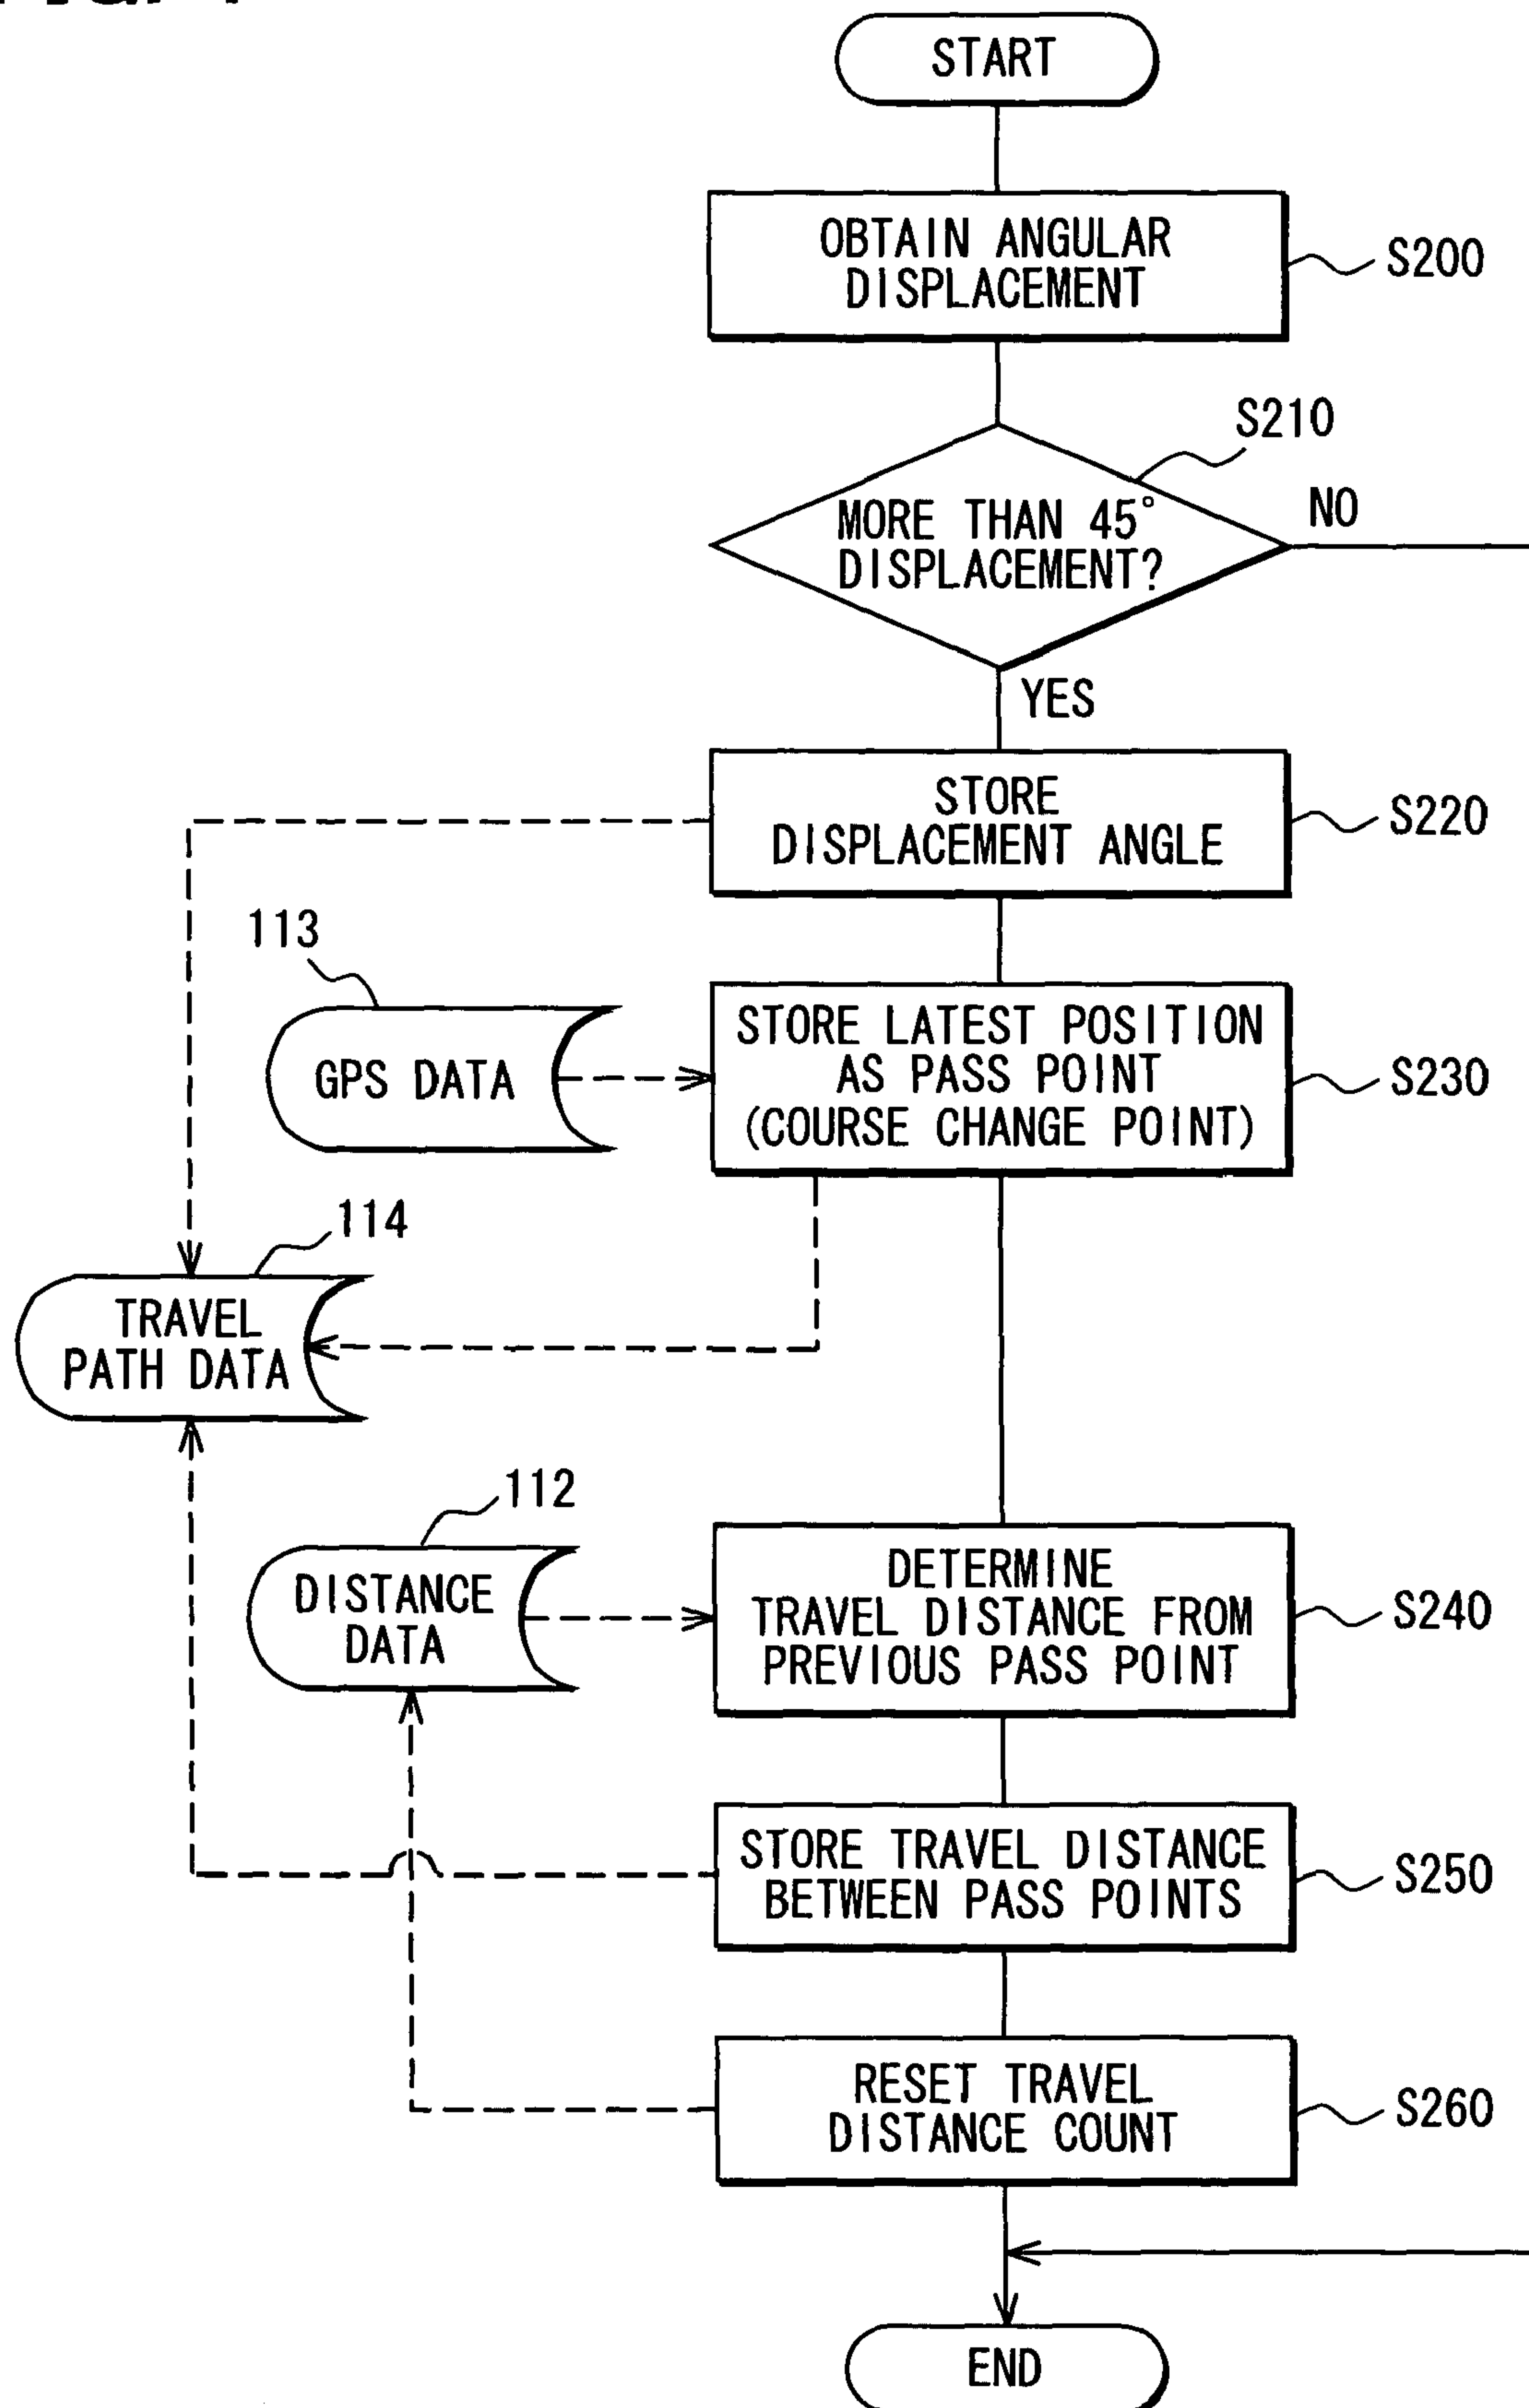 START
OBTAIN ANGULAR
DISPLACEMENT
S200
S210
MORE THAN 45°
DISPLACEMENT?
NO
YES
STORE
DISPLACEMENT ANGLE
S220
113
GPS DATA
STORE LATEST POSITION
AS PASS POINT
(COURSE CHANGE POINT)
S230
114
TRAVEL
PATH DATA
112
DISTANCE
DATA
DETERMINE
TRAVEL DISTANCE FROM
PREVIOUS PASS POINT
S240
STORE TRAVEL DISTANCE
BETWEEN PASS POINTS
S250
RESET TRAVEL
DISTANCE COUNT
S260
END